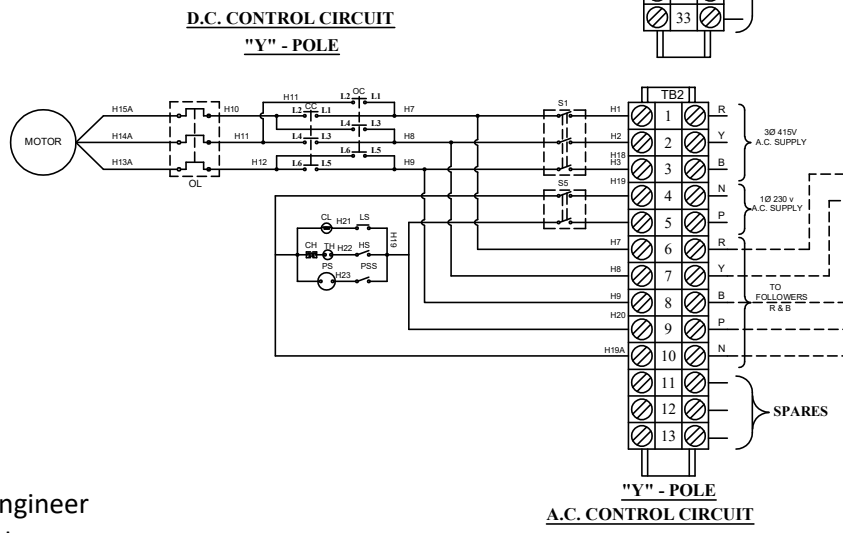 D.C. CONTROL CIRCUIT
"Y" - POLE
33
TB2
MOTOR
H15A
H14A
H13A
OL
H10
H11
H12
H11
CC
L2 L1
L4 L3
L6 L5
OC
L2 L1
L4 L3
L6 L5
H7
H8
H9
S1
H1
H2
H18
H3
H19
S5
1 R
2 Y
3 B
4 N
5 P
6 R
7 Y
8 B
9 P
10 N
11
12
13
3Ø 415V
A.C. SUPPLY
1Ø 230 v
A.C. SUPPLY
TO
FOLLOWERS
R & B
SPARES
CL H21 LS
CH TH H22 HS
PS H23 PSS
H19
H7
H8
H9
H20
H19A
"Y" - POLE
A.C. CONTROL CIRCUIT
ngineer